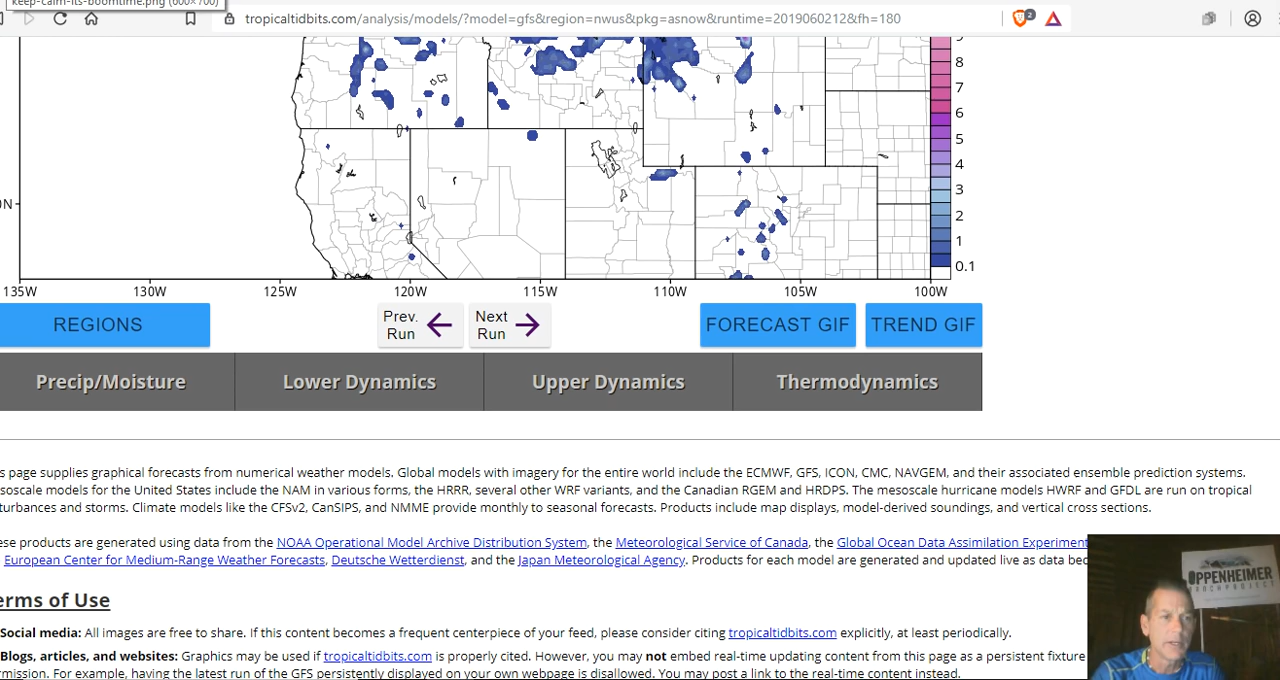 keep-calm-its-boomtime.png (600×700)
tropicaltidbits.com/analysis/models/?model=gfs&region=nwus&pkg=asnow&runtime=2019060212&fh=180
2
8
7
6
5
4
3
2
1
0.1
N
135W
130W
125W
120W
115W
110W
105W
100W
REGIONS
Prev. Run
Next Run
FORECAST GIF
TREND GIF
Precip/Moisture
Lower Dynamics
Upper Dynamics
Thermodynamics
s page supplies graphical forecasts from numerical weather models. Global models with imagery for the entire world include the ECMWF, GFS, ICON, CMC, NAVGEM, and their associated ensemble prediction systems.
soscale models for the United States include the NAM in various forms, the HRRR, several other WRF variants, and the Canadian RGEM and HRDPS. The mesoscale hurricane models HWRF and GFDL are run on tropical
turbances and storms. Climate models like the CFSv2, CanSIPS, and NMME provide monthly to seasonal forecasts. Products include map displays, model-derived soundings, and vertical cross sections.
ese products are generated using data from the NOAA Operational Model Archive Distribution System, the Meteorological Service of Canada, the Global Ocean Data Assimilation Experiment
European Center for Medium-Range Weather Forecasts, Deutsche Wetterdienst, and the Japan Meteorological Agency. Products for each model are generated and updated live as data bec
erms of Use
Social media: All images are free to share. If this content becomes a frequent centerpiece of your feed, please consider citing tropicaltidbits.com explicitly, at least periodically.
Blogs, articles, and websites: Graphics may be used if tropicaltidbits.com is properly cited. However, you may not embed real-time updating content from this page as a persistent fixture
rmission. For example, having the latest run of the GFS persistently displayed on your own webpage is disallowed. You may post a link to the real-time content instead.
OPPENHEIMER